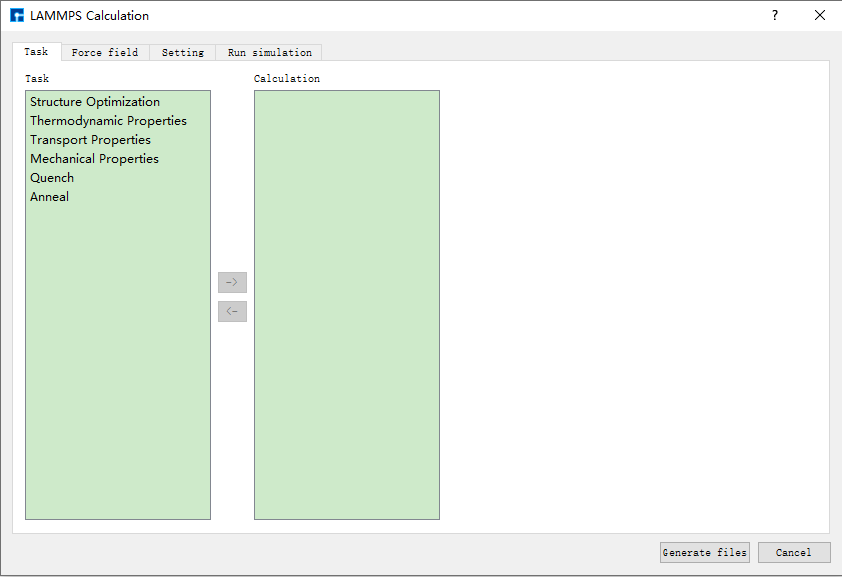 LAMMPS Calculation
?
Task Force field Setting Run simulation
Task Calculation
Structure Optimization
Thermodynamic Properties
Transport Properties
Mechanical Properties
Quench
Anneal
->
<-
Generate files Cancel